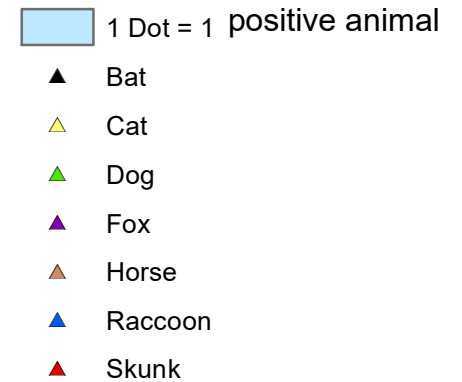 1 Dot = 1 positive animal
Bat
Cat
Dog
Fox
Horse
Raccoon
Skunk